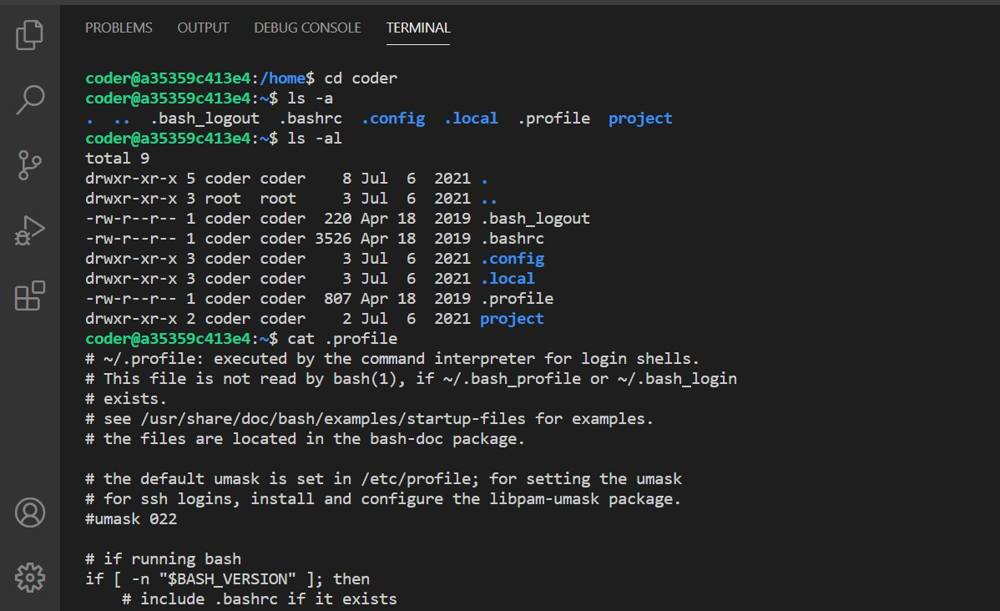 PROBLEMS OUTPUT DEBUG CONSOLE TERMINAL
coder@a35359c413e4:/home$ cd coder
coder@a35359c413e4:~$ ls -a
.  ..  .bash_logout  .bashrc  .config  .local  .profile  project
coder@a35359c413e4:~$ ls -al
total 9
drwxr-xr-x 5 coder coder    8 Jul  6  2021 .
drwxr-xr-x 3 root  root     3 Jul  6  2021 ..
-rw-r--r-- 1 coder coder  220 Apr 18  2019 .bash_logout
-rw-r--r-- 1 coder coder 3526 Apr 18  2019 .bashrc
drwxr-xr-x 3 coder coder    3 Jul  6  2021 .config
drwxr-xr-x 3 coder coder    3 Jul  6  2021 .local
-rw-r--r-- 1 coder coder  807 Apr 18  2019 .profile
drwxr-xr-x 2 coder coder    2 Jul  6  2021 project
coder@a35359c413e4:~$ cat .profile
# ~/.profile: executed by the command interpreter for login shells.
# This file is not read by bash(1), if ~/.bash_profile or ~/.bash_login
# exists.
# see /usr/share/doc/bash/examples/startup-files for examples.
# the files are located in the bash-doc package.

# the default umask is set in /etc/profile; for setting the umask
# for ssh logins, install and configure the libpam-umask package.
#umask 022

# if running bash
if [ -n "$BASH_VERSION" ]; then
    # include .bashrc if it exists